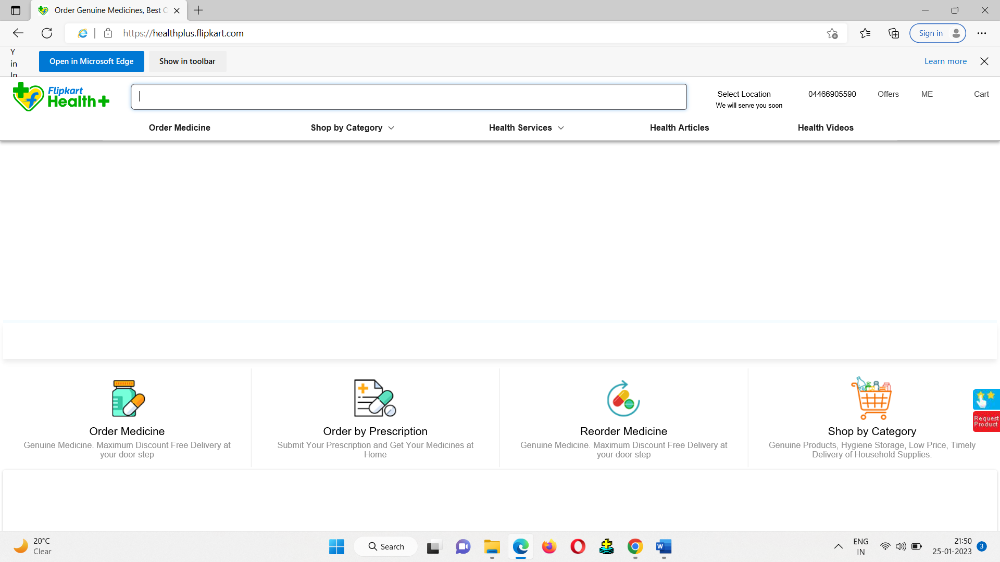 Order Genuine Medicines, Best O
https://healthplus.flipkart.com
Sign in
Y
in
In
Open in Microsoft Edge
Show in toolbar
Learn more
Flipkart
Health+
Select Location
We will serve you soon
04466905590
Offers
ME
Cart
Order Medicine
Shop by Category
Health Services
Health Articles
Health Videos
Order Medicine
Genuine Medicine. Maximum Discount Free Delivery at
your door step
Order by Prescription
Submit Your Prescription and Get Your Medicines at
Home
Reorder Medicine
Genuine Medicine. Maximum Discount Free Delivery at
your door step
Shop by Category
Genuine Products, Hygiene Storage, Low Price, Timely
Delivery of Household Supplies.
Request
Product
20°C
Clear
Search
ENG
IN
21:50
25-01-2023
3